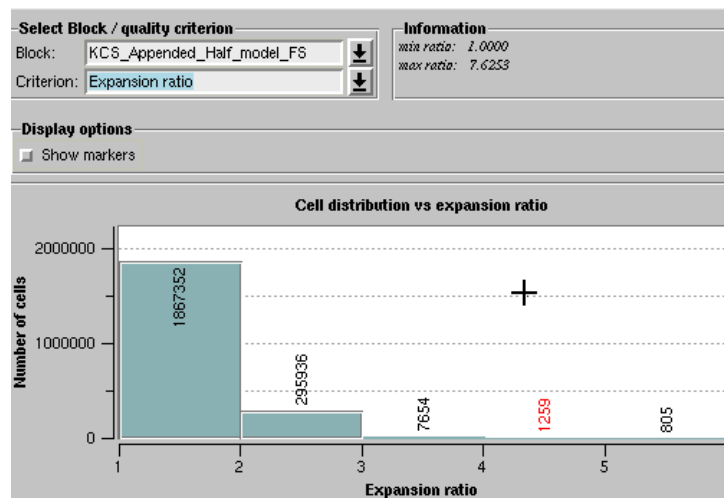 Select Block / quality criterion
Block: KCS_Appended_Half_model_FS
Criterion: Expansion ratio
Information
min ratio: 1.0000
max ratio: 7.6253
Display options
Show markers
Cell distribution vs expansion ratio
Number of cells
2000000
1000000
0
1867352
295936
7654
1259
805
1 2 3 4 5
Expansion ratio